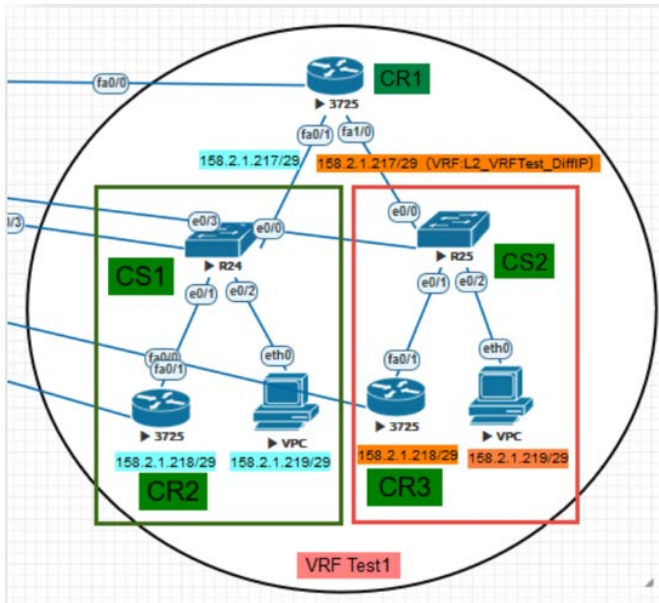 fa0/0
CR1
3725
fa0/1
fa1/0
158.2.1.217/29
158.2.1.217/29 (VRF:L2_VRFTest_DiffIP)
e0/3
e0/0
e0/0
/3
CS1
R24
R25
CS2
e0/1
e0/2
e0/1
e0/2
fa0/0
fa0/1
eth0
fa0/1
eth0
3725
VPC
3725
VPC
158.2.1.218/29
158.2.1.219/29
158.2.1.218/29
158.2.1.219/29
CR2
CR3
VRF Test1